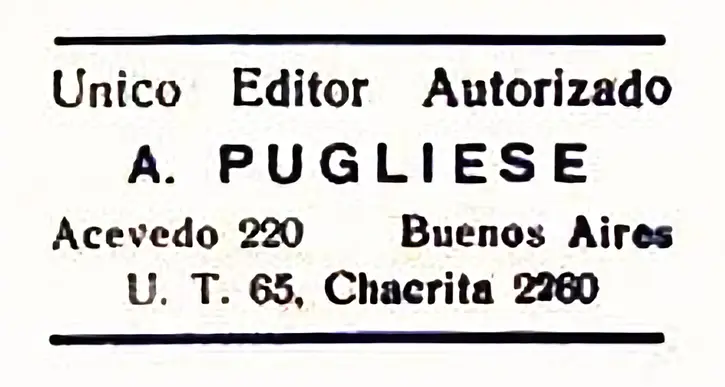 Unico Editor Autorizado
A. PUGLIESE
Acevedo 220 Buenos Aires
U. T. 65, Chacrita 2260